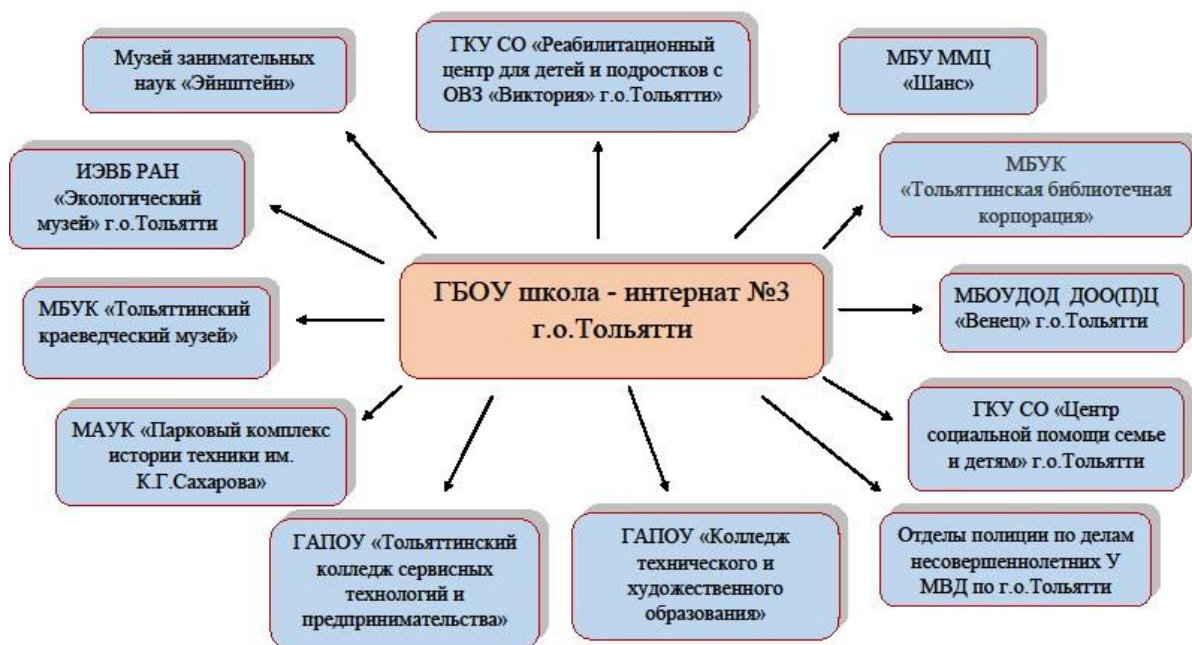 Музей занимательных
наук «Эйнштейн»
ГКУ СО «Реабилитационный
центр для детей и подростков с
ОВЗ «Виктория» г.о.Тольятти»
МБУ ММЦ
«Шанс»
ИЭВБ РАН
«Экологический
музей» г.о.Тольятти
МБУК
«Тольяттинская библиотечная
корпорация»
ГБОУ школа - интернат №3
г.о.Тольятти
МБУК «Тольяттинский
краеведческий музей»
МБОУДОД ДОО(П)Ц
«Венец» г.о.Тольятти
МАУК «Парковый комплекс
истории техники им.
К.Г.Сахарова»
ГКУ СО «Центр
социальной помощи семье
и детям» г.о.Тольятти
ГАПОУ «Тольяттинский
колледж сервисных
технологий и
предпринимательства»
ГАПОУ «Колледж
технического и
художественного
образования»
Отделы полиции по делам
несовершеннолетних У
МВД по г.о.Тольятти